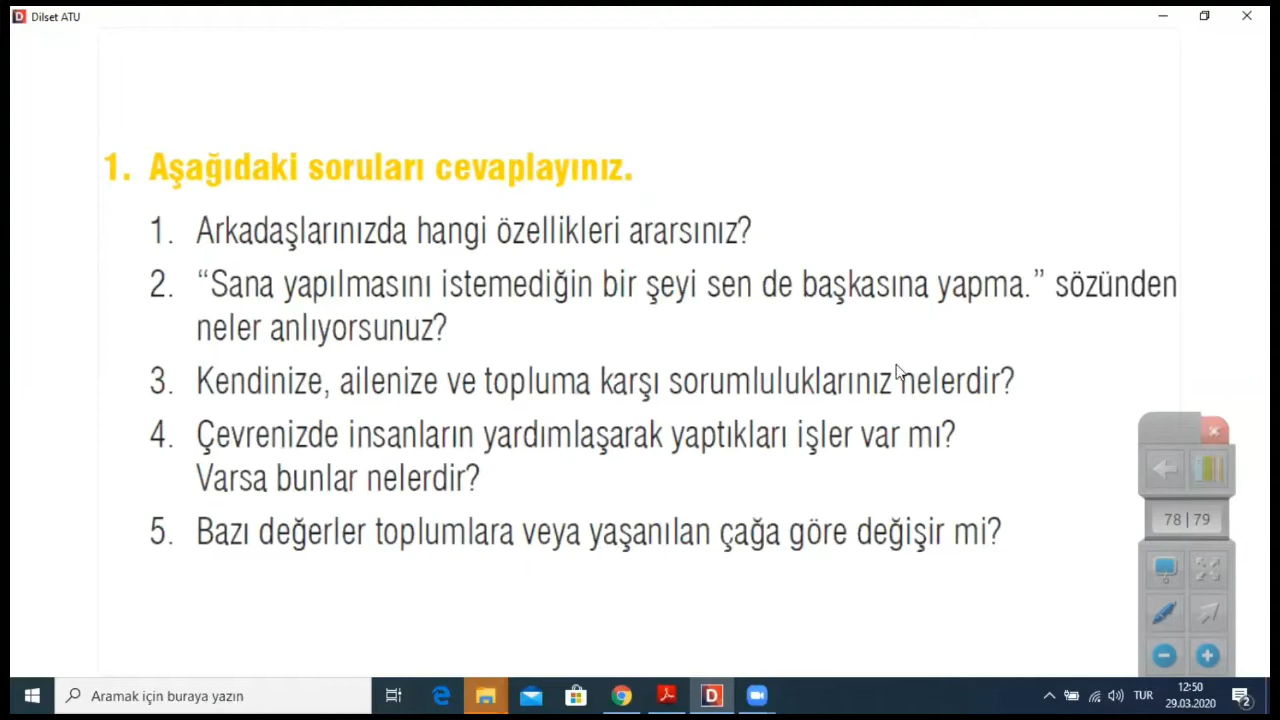 Dilset ATU
1. Aşağıdaki soruları cevaplayınız.
1. Arkadaşlarınızda hangi özellikleri ararsınız?
2. “Sana yapılmasını istemediğin bir şeyi sen de başkasına yapma.” sözünden
neler anlıyorsunuz?
3. Kendinize, ailenize ve topluma karşı sorumluluklarınız nelerdir?
4. Çevrenizde insanların yardımlaşarak yaptıkları işler var mı?
Varsa bunlar nelerdir?
5. Bazı değerler toplumlara veya yaşanılan çağa göre değişir mi?
78|79
Aramak için buraya yazın
TUR
12:50
29.03.2020
2